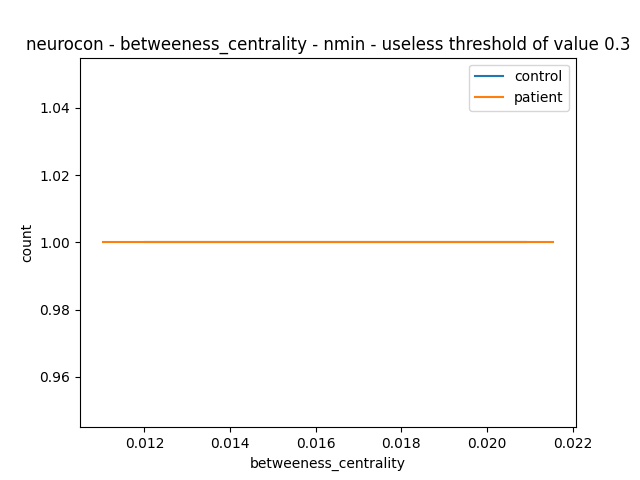 neurocon - betweeness_centrality - nmin - useless threshold of value 0.3
control
patient
1.04
1.02
1.00
0.98
0.96
count
0.012
0.014
0.016
0.018
0.020
0.022
betweeness_centrality